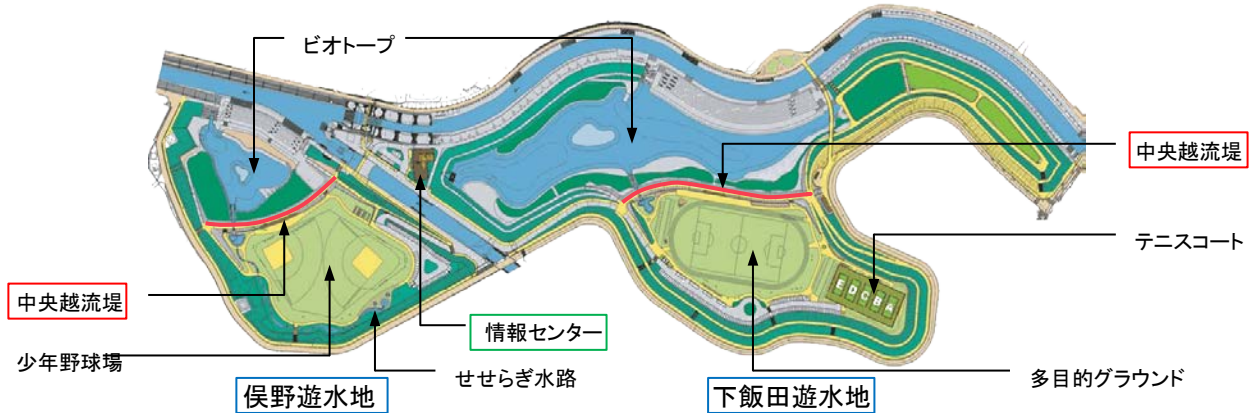 ビオトープ
中央越流堤
テニスコート
E D C B A
中央越流堤
情報センター
少年野球場
せせらぎ水路
多目的グラウンド
俣野遊水地
下飯田遊水地